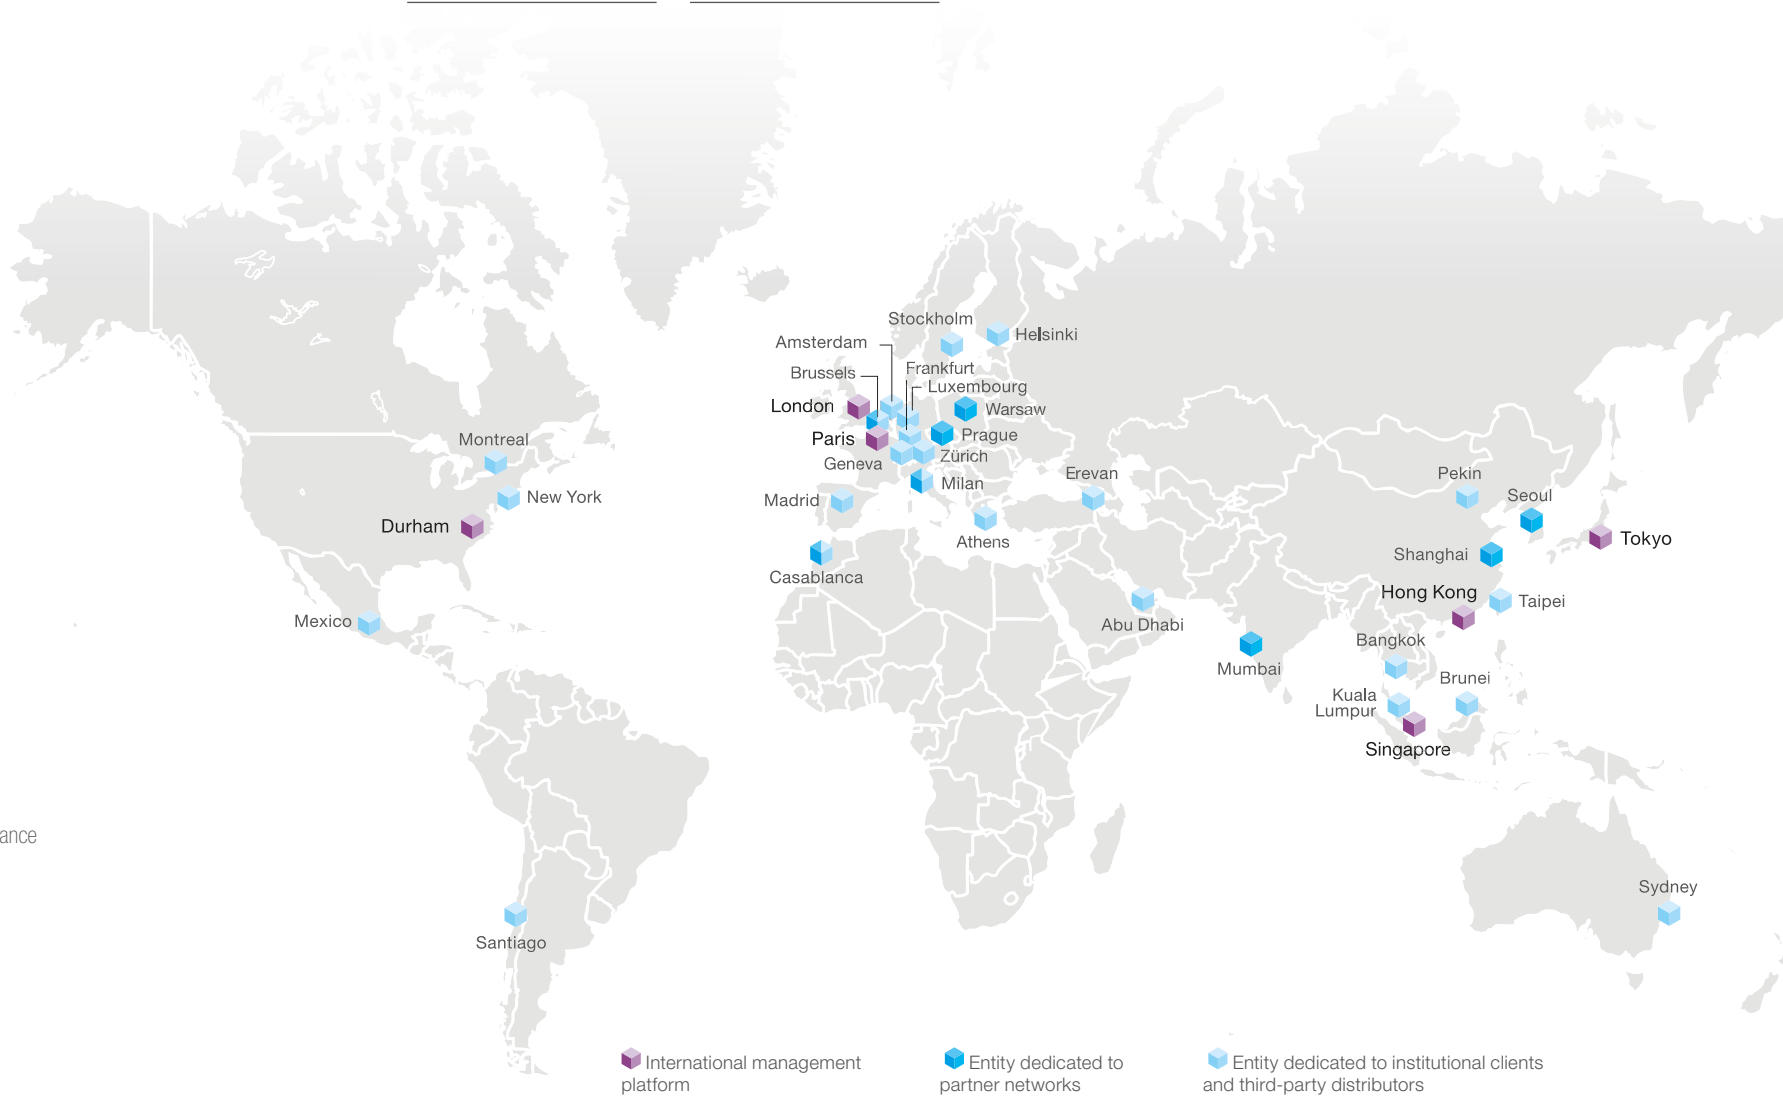 Stockholm
Helsinki
Amsterdam
Frankfurt
Brussels
Luxembourg
London
Warsaw
Paris
Prague
Montreal
Geneva
Zürich
Erevan
Pekin
Milan
New York
Madrid
Seoul
Durham
Athens
Tokyo
Shanghai
Casablanca
Hong Kong
Taipei
Mexico
Abu Dhabi
Bangkok
Mumbai
Brunei
Kuala
Lumpur
Singapore
ance
Sydney
Santiago
International management
platform
Entity dedicated to
partner networks
Entity dedicated to institutional clients
and third-party distributors